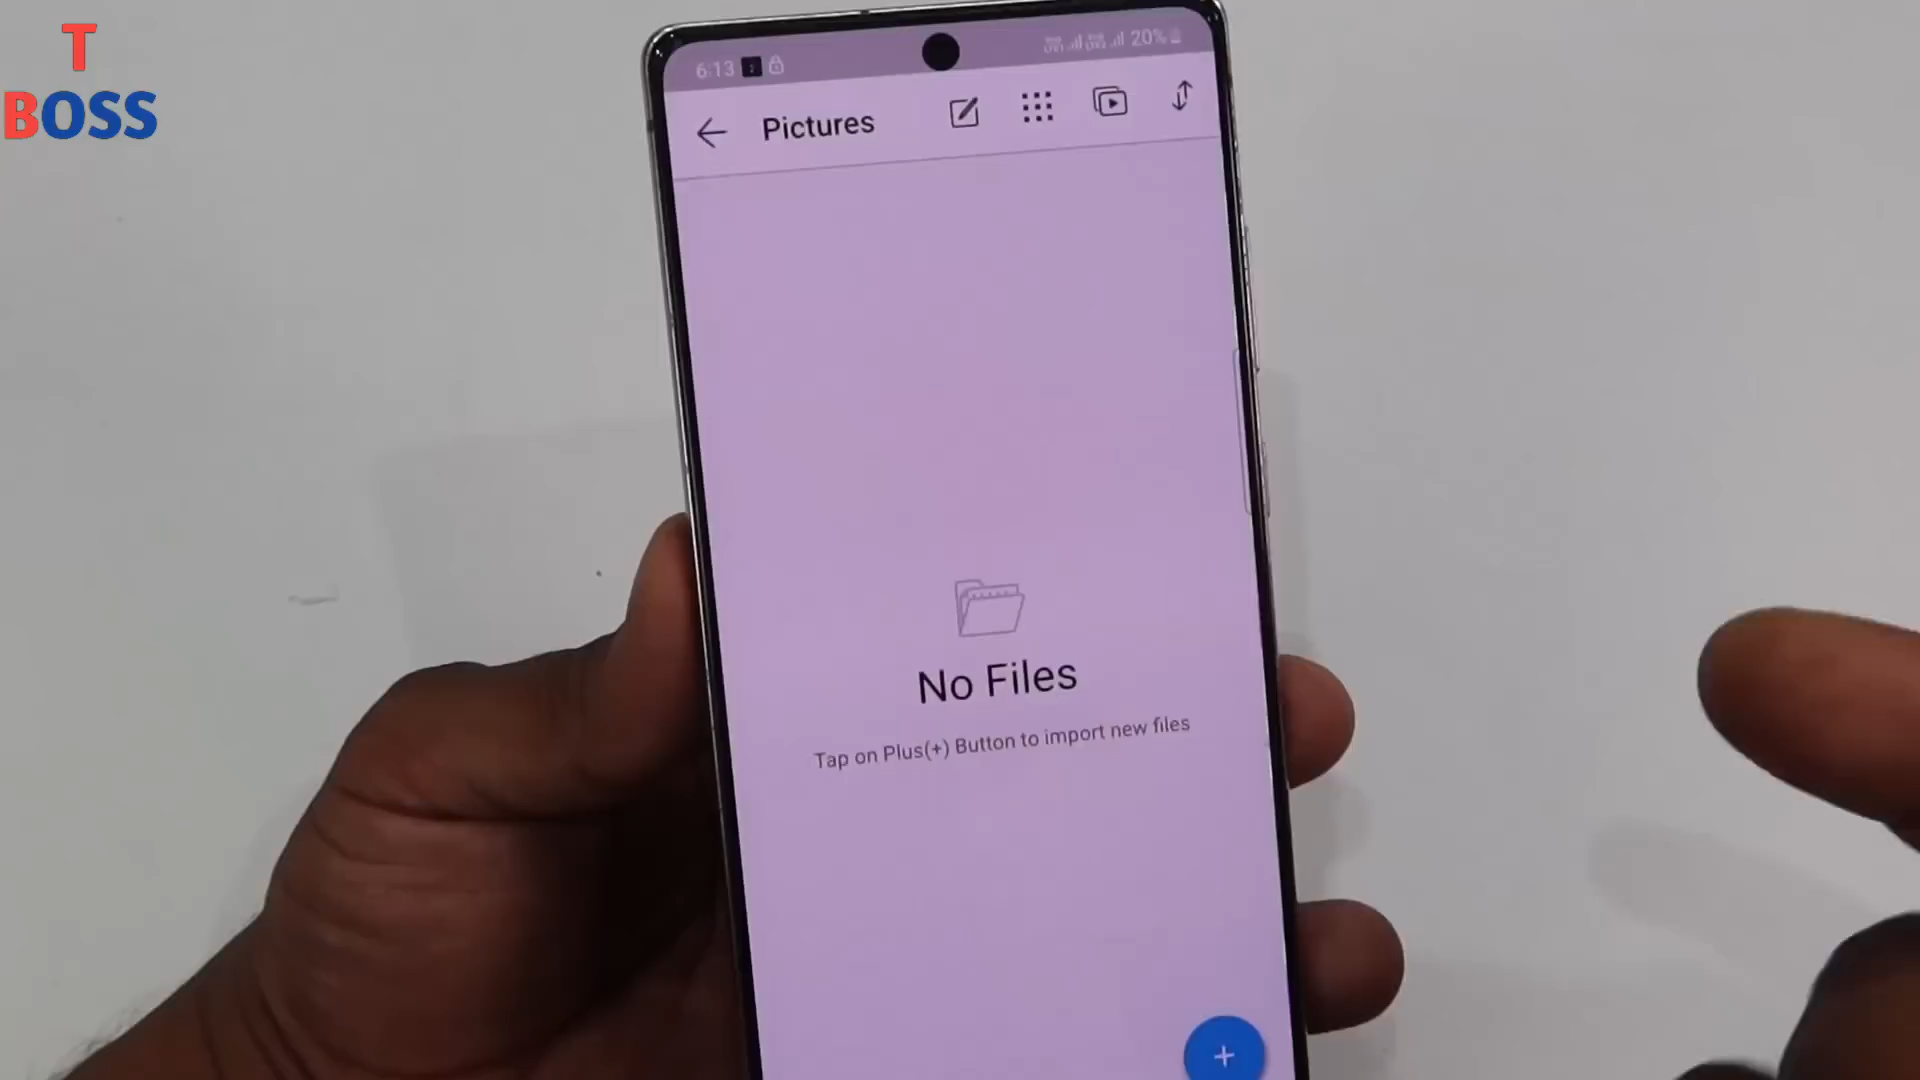 T
BOSS
6:13
20%
Pictures
No Files
Tap on Plus(+) Button to import new files